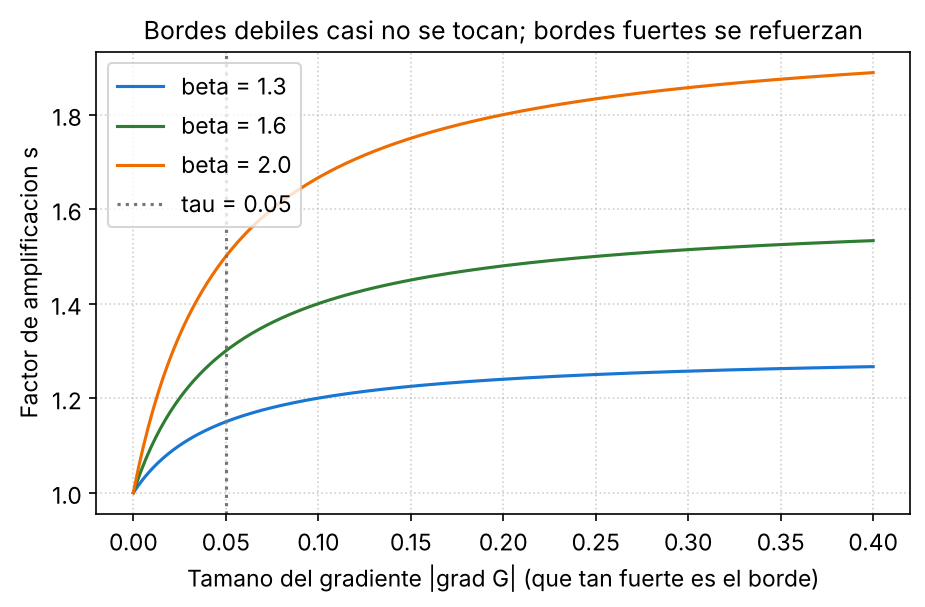 Bordes debiles casi no se tocan; bordes fuertes se refuerzan
beta = 1.3
beta = 1.6
beta = 2.0
tau = 0.05
Factor de amplificacion s
1.8
1.6
1.4
1.2
1.0
0.00 0.05 0.10 0.15 0.20 0.25 0.30 0.35 0.40
Tamano del gradiente |grad G| (que tan fuerte es el borde)